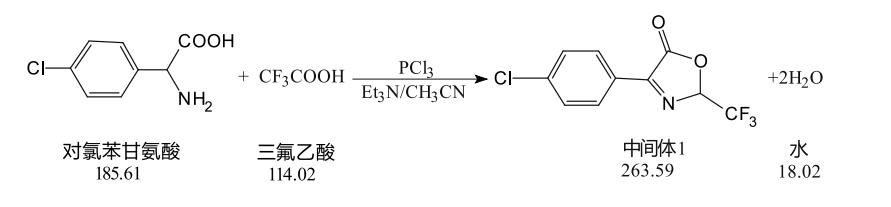 Cl
COOH
NH₂
+ CF₃COOH
PCl₃
Et₃N/CH₃CN
Cl
O
O
N
CF₃
+2H₂O
对氯苯甘氨酸
185.61
三氟乙酸
114.02
中间体1
263.59
水
18.02